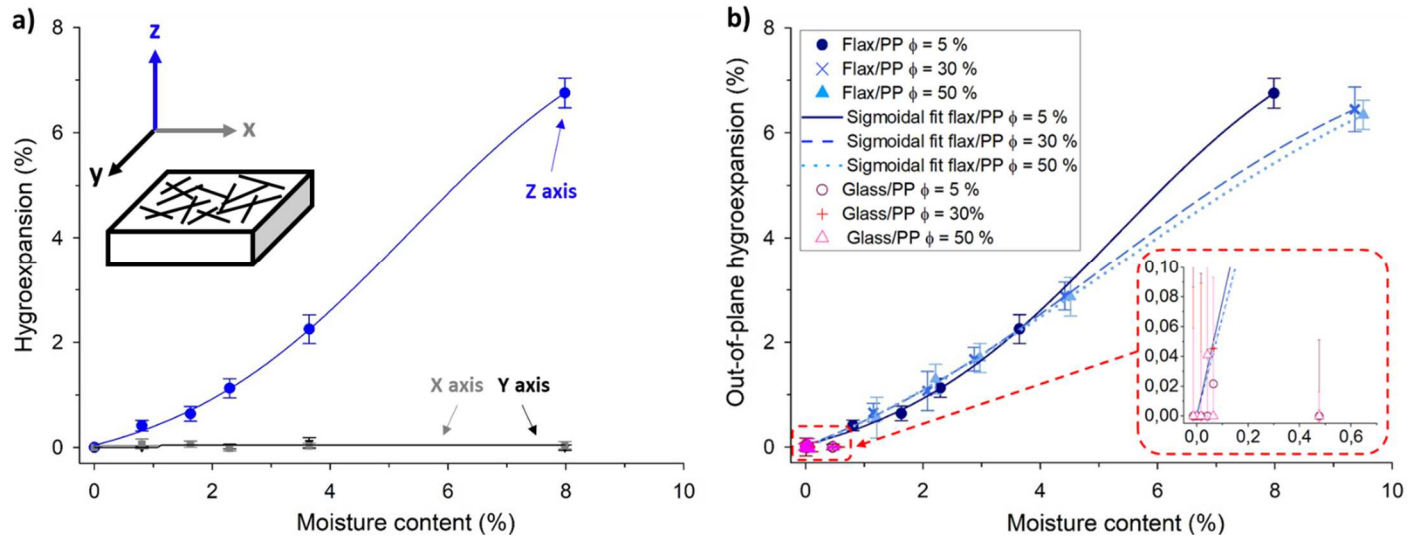 a)
z
x
y
Z axis
X axis
Y axis
Hygroexpansion (%)
8
6
4
2
0
0
2
4
6
8
10
Moisture content (%)
b)
Flax/PP ϕ = 5 %
Flax/PP ϕ = 30 %
Flax/PP ϕ = 50 %
Sigmoidal fit flax/PP ϕ = 5 %
Sigmoidal fit flax/PP ϕ = 30 %
Sigmoidal fit flax/PP ϕ = 50 %
Glass/PP ϕ = 5 %
Glass/PP ϕ = 30%
Glass/PP ϕ = 50 %
Out-of-plane hygroexpansion (%)
8
6
4
2
0
0,10
0,08
0,06
0,04
0,02
0,00
0,0
0,2
0,4
0,6
0
2
4
6
8
10
Moisture content (%)